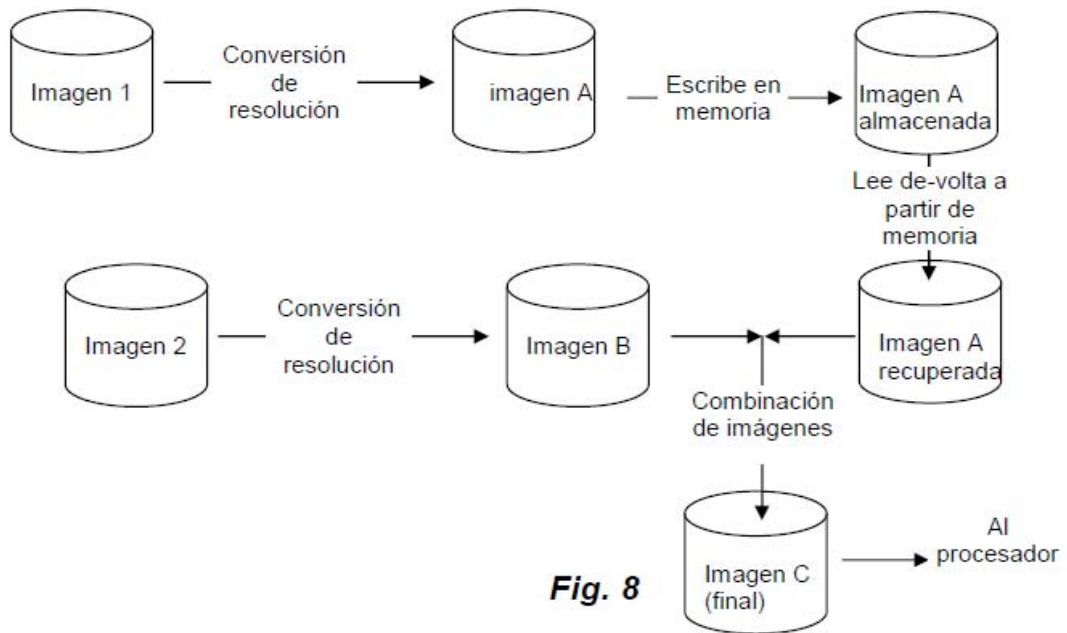 Imagen 1
Conversión
de
resolución
imagen A
Escribe en
memoria
Imagen A
almacenada
Lee de-volta a
partir de
memoria
Imagen 2
Conversión
de
resolución
Imagen B
Imagen A
recuperada
Combinación
de imágenes
Imagen C
(final)
Al
procesador
Fig. 8